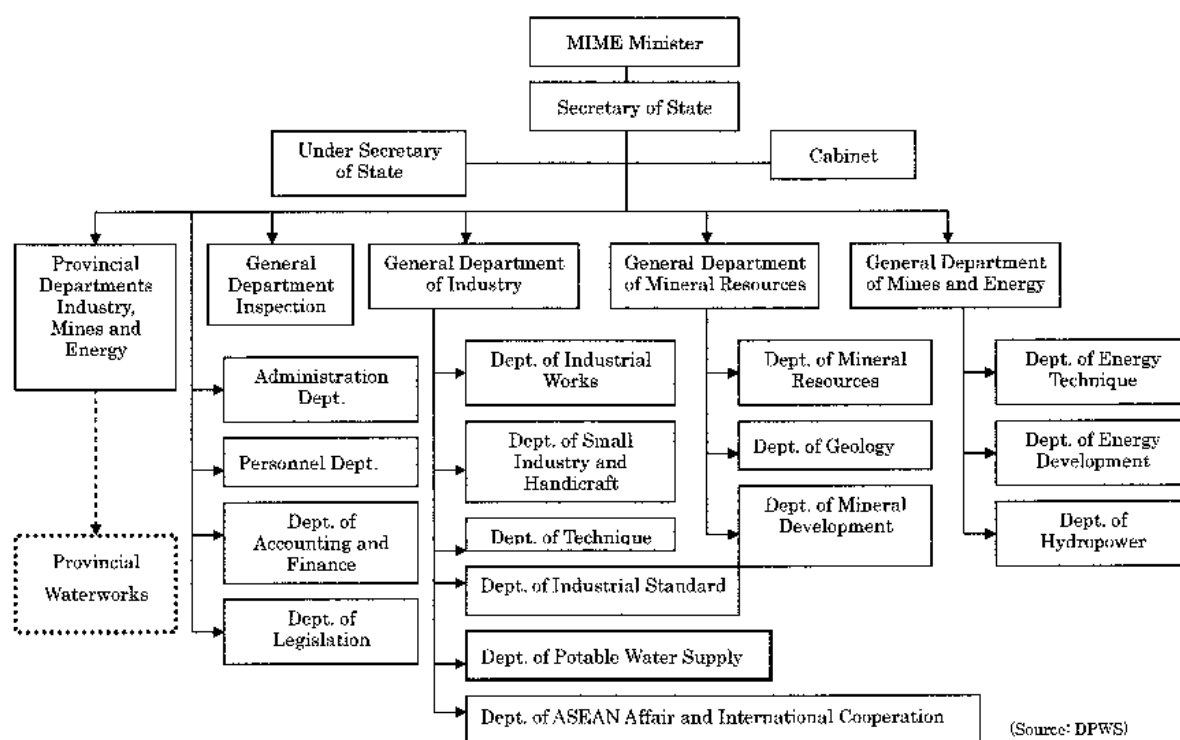 MIME Minister
Secretary of State
Under Secretary
of State
Cabinet
Provincial
Departments
Industry,
Mines and
Energy
General
Department
Inspection
General Department
of Industry
General Department
of Mineral Resources
General Department
of Mines and Energy
Administration
Dept.
Personnel Dept.
Dept. of
Accounting and
Finance
Dept. of
Legislation
Dept. of Industrial
Works
Dept. of Small
Industry and
Handicraft
Dept. of Technique
Dept. of Industrial Standard
Dept. of Potable Water Supply
Dept. of ASEAN Affair and International Cooperation
Dept. of Mineral
Resources
Dept. of Geology
Dept. of Mineral
Development
Dept. of Energy
Technique
Dept. of Energy
Development
Dept. of
Hydropower
Provincial
Waterworks
(Source: DPWS)